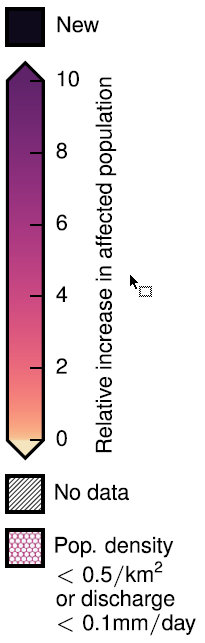 New
10
8
6
4
2
0
Relative increase in affected population
No data
Pop. density
< 0.5/km²
or discharge
< 0.1mm/day